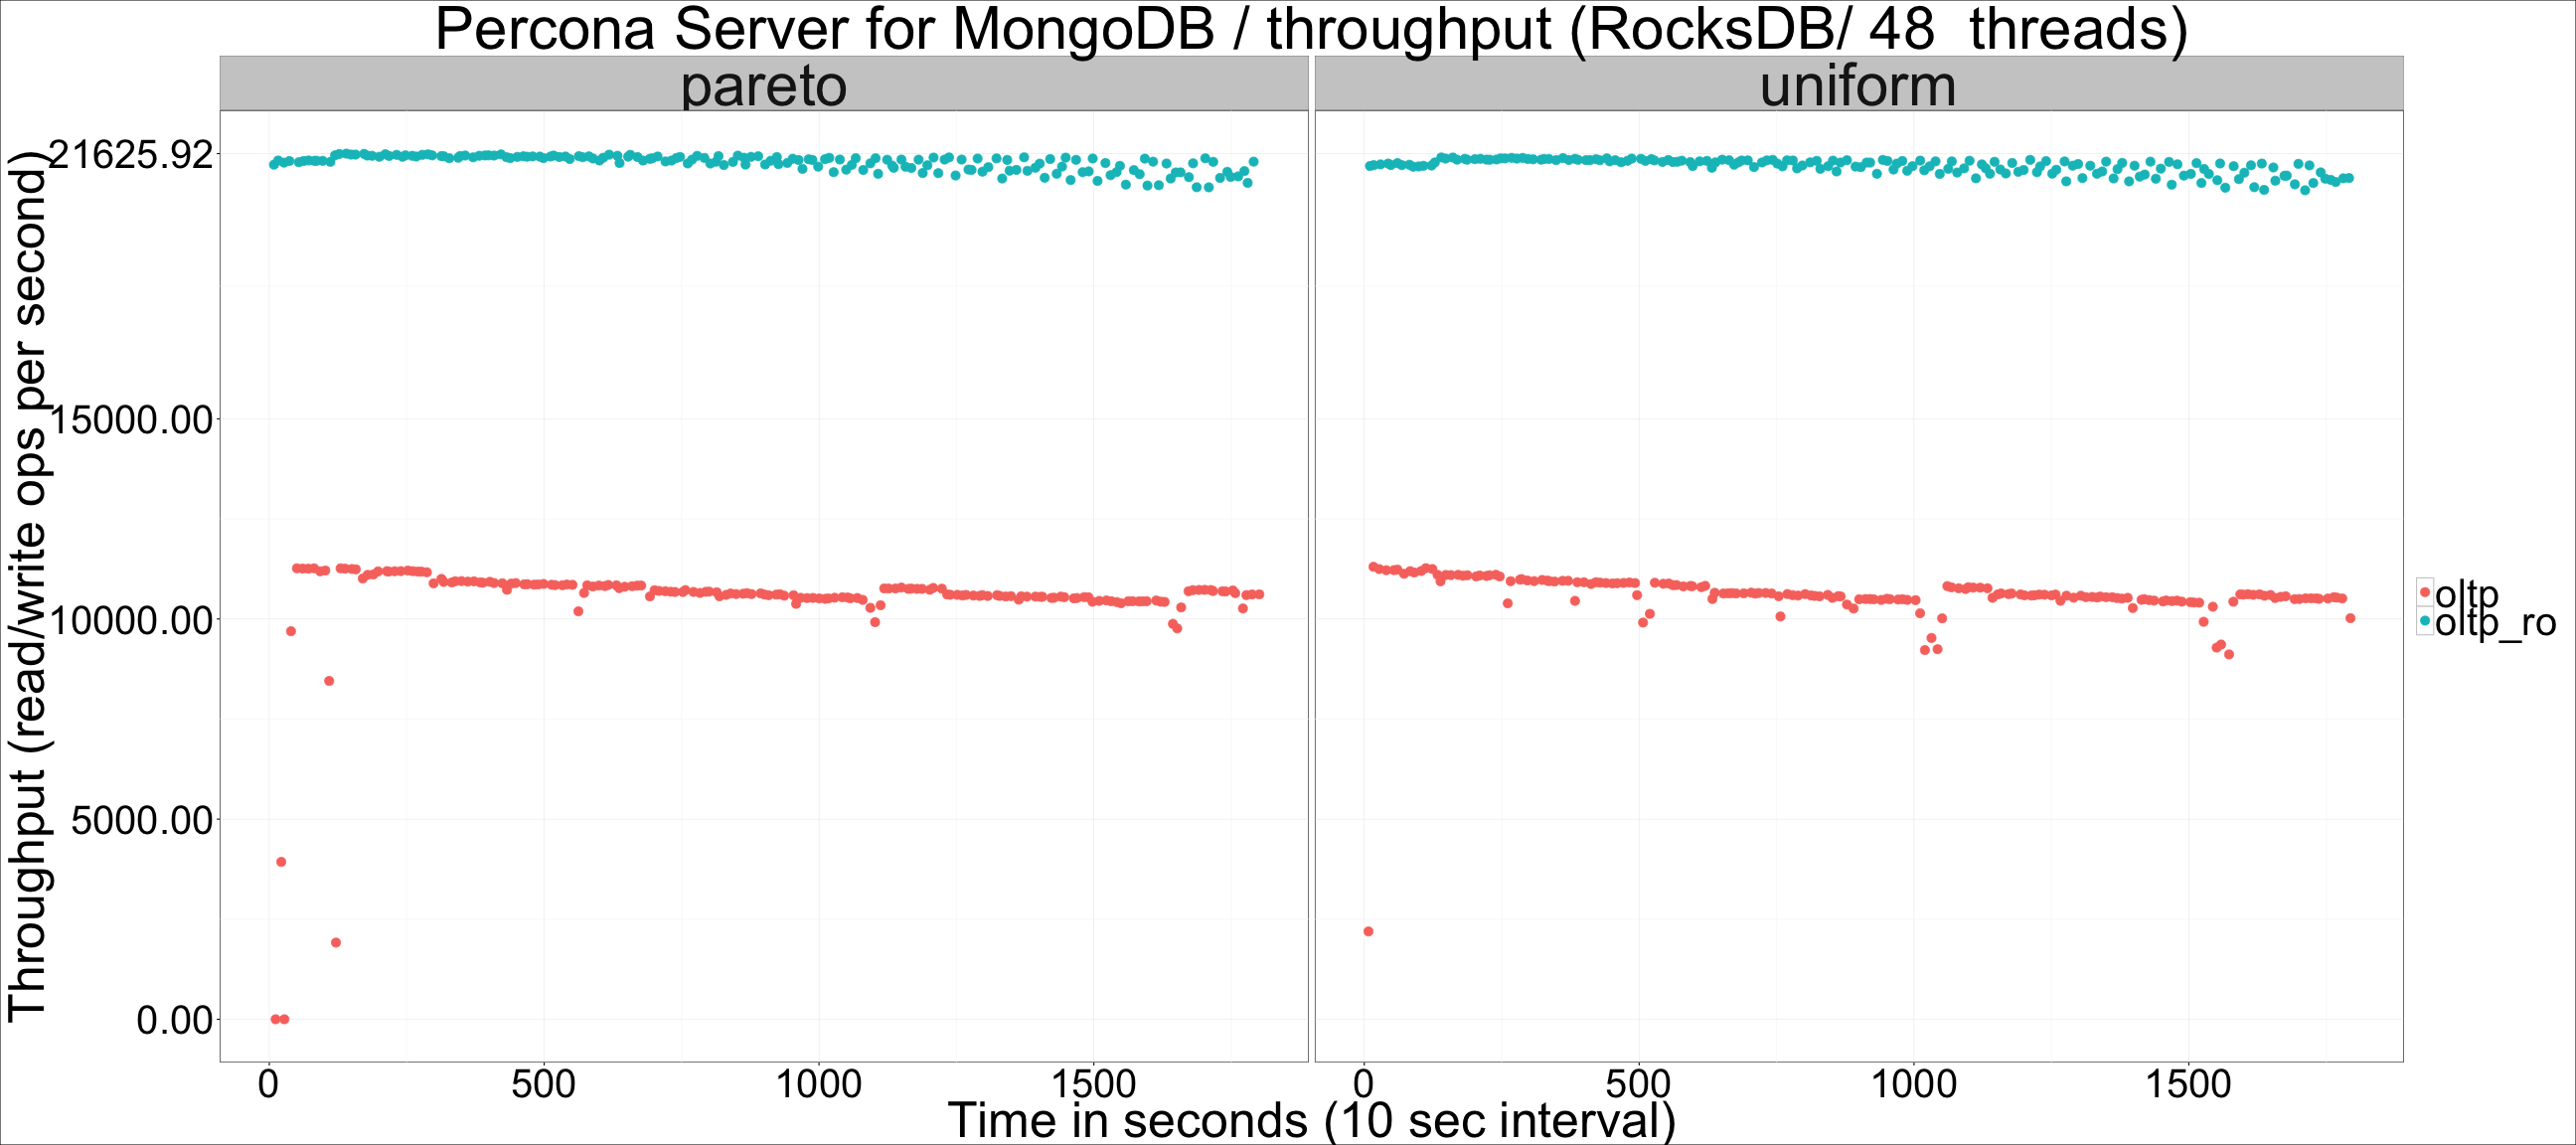 Percona Server for MongoDB / throughput (RocksDB/ 48  threads)
pareto
uniform
Throughput (read/write ops per second)
21625.92
15000.00
10000.00
5000.00
0.00
0
500
1000
1500
0
500
1000
1500
Time in seconds (10 sec interval)
oltp
oltp_ro